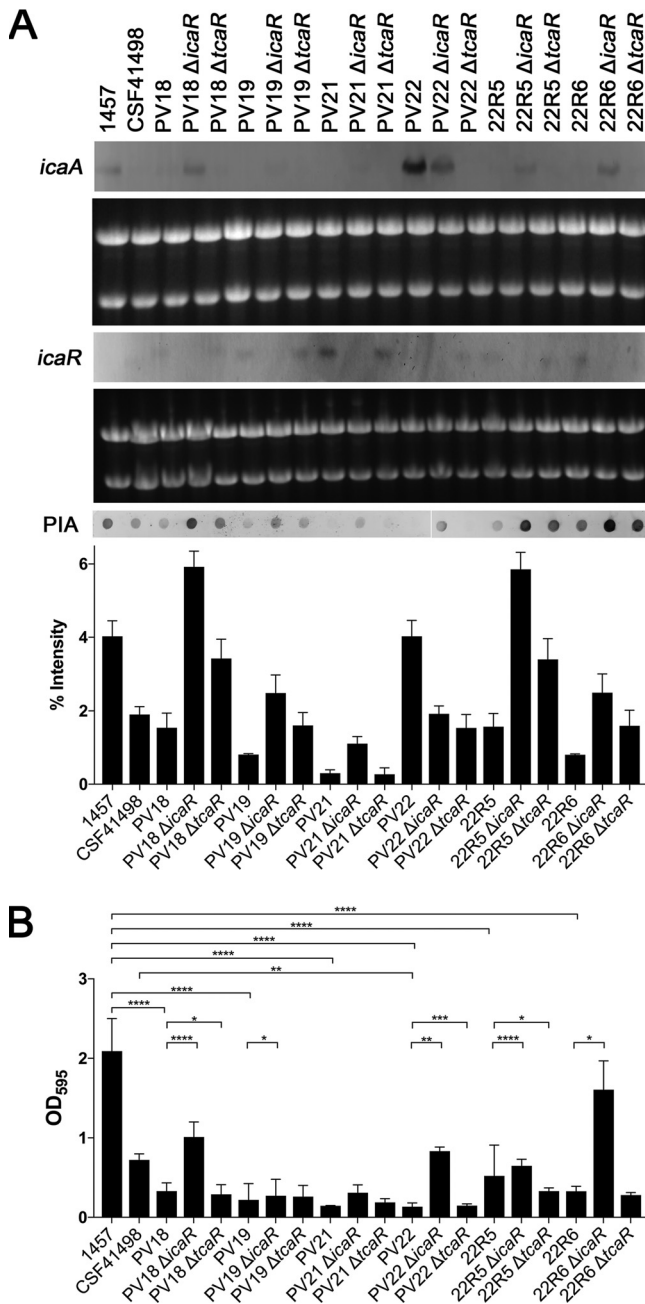 A
1457
CSF41498
PV18
PV18 ΔicaR
PV18 ΔtcaR
PV19
PV19 ΔicaR
PV19 ΔtcaR
PV21
PV21 ΔicaR
PV21 ΔtcaR
PV22
PV22 ΔicaR
PV22 ΔtcaR
22R5
22R5 ΔicaR
22R5 ΔtcaR
22R6
22R6 ΔicaR
22R6 ΔtcaR
icaA
icaR
PIA
% Intensity
6
4
2
0
1457
CSF41498
PV18
PV18 ΔicaR
PV18 ΔtcaR
PV19
PV19 ΔicaR
PV19 ΔtcaR
PV21
PV21 ΔicaR
PV21 ΔtcaR
PV22
PV22 ΔicaR
PV22 ΔtcaR
22R5
22R5 ΔicaR
22R5 ΔtcaR
22R6
22R6 ΔicaR
22R6 ΔtcaR
B
****
****
****
****
**
****
****
*
****
*
***
**
*
****
*
OD595
3
2
1
0
1457
CSF41498
PV18
PV18 ΔicaR
PV18 ΔtcaR
PV19
PV19 ΔicaR
PV19 ΔtcaR
PV21
PV21 ΔicaR
PV21 ΔtcaR
PV22
PV22 ΔicaR
PV22 ΔtcaR
22R5
22R5 ΔicaR
22R5 ΔtcaR
22R6
22R6 ΔicaR
22R6 ΔtcaR